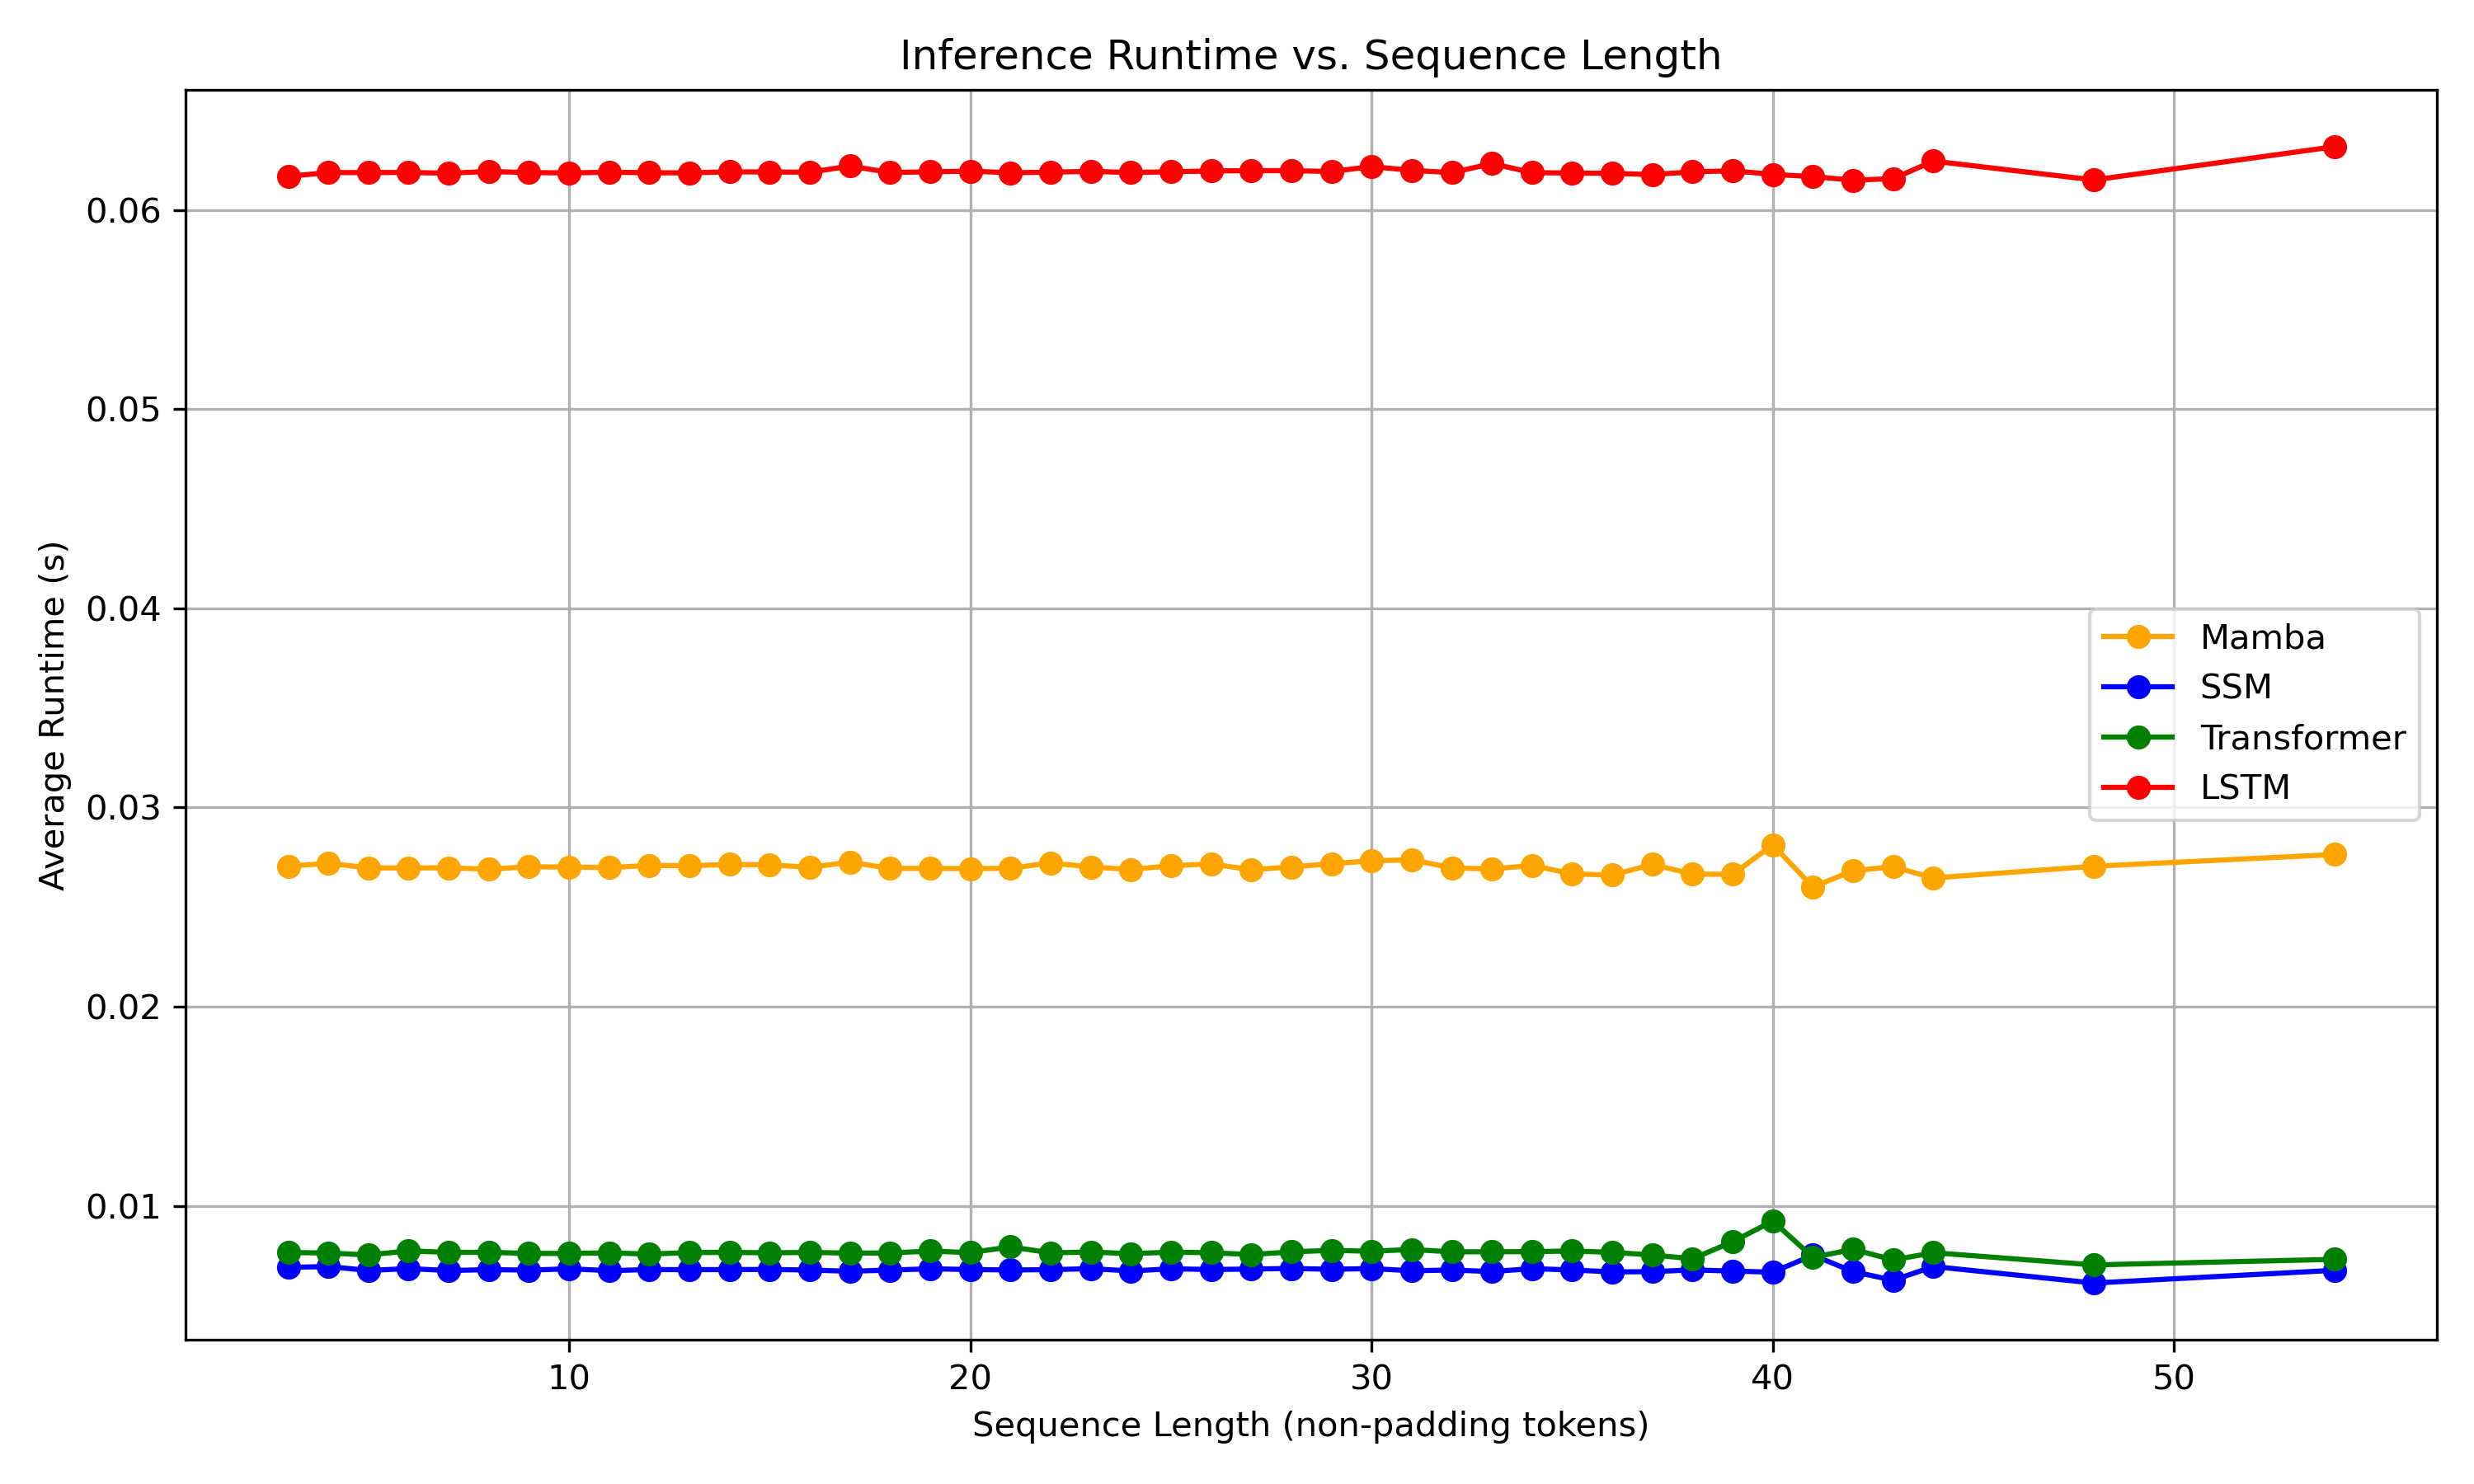 Inference Runtime vs. Sequence Length
0.06
0.05
0.04
0.03
0.02
0.01
Average Runtime (s)
Mamba
SSM
Transformer
LSTM
10 20 30 40 50
Sequence Length (non-padding tokens)